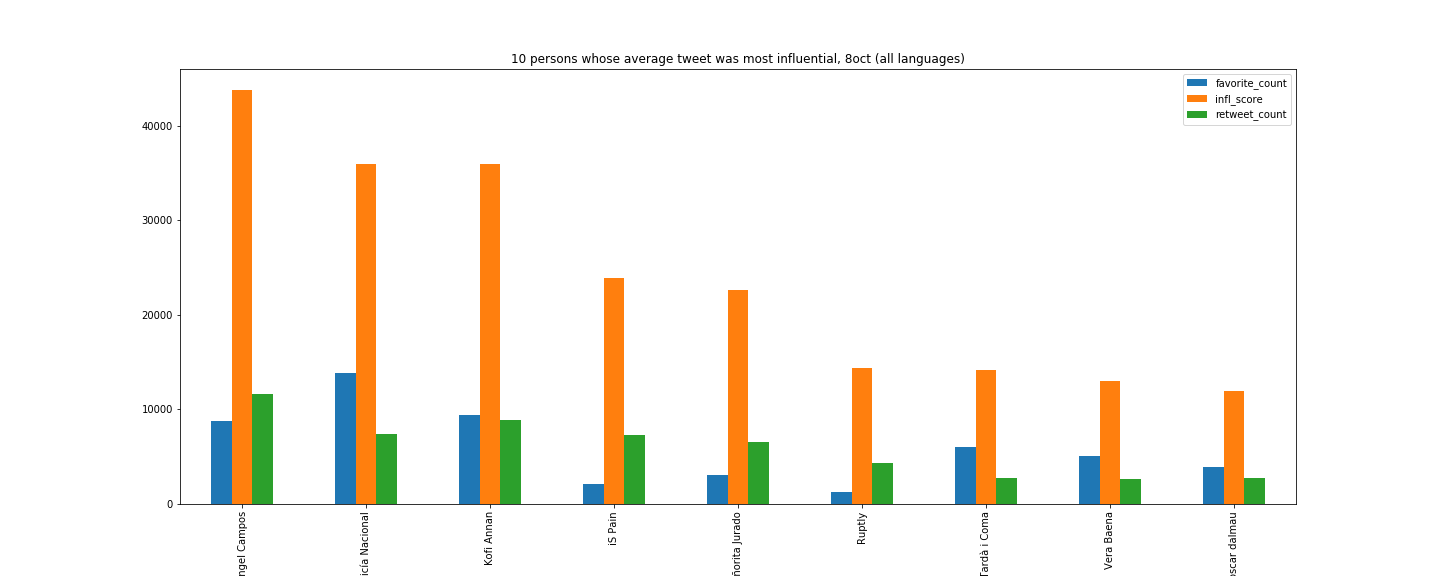 10 persons whose average tweet was most influential, 8oct (all languages)
favorite_count
infl_score
retweet_count
40000
30000
20000
10000
0
ngel Campos
icía Nacional
Kofi Annan
iS Pain
ñorita Jurado
Ruptly
Tardà i Coma
Vera Baena
oscar dalmau